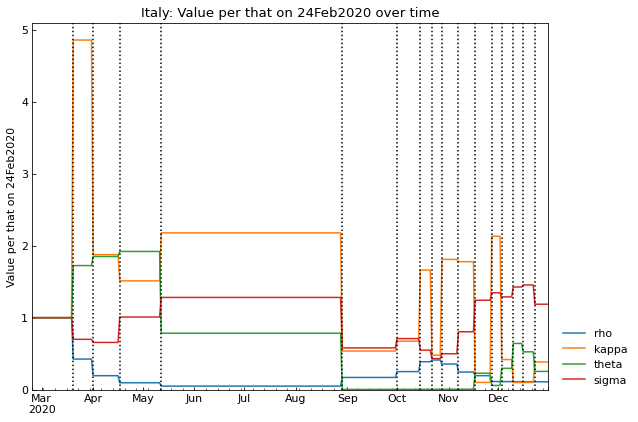 Italy: Value per that on 24Feb2020 over time
Value per that on 24Feb2020
5
4
3
2
1
0
Mar Apr May Jun Jul Aug Sep Oct Nov Dec
2020
rho
kappa
theta
sigma